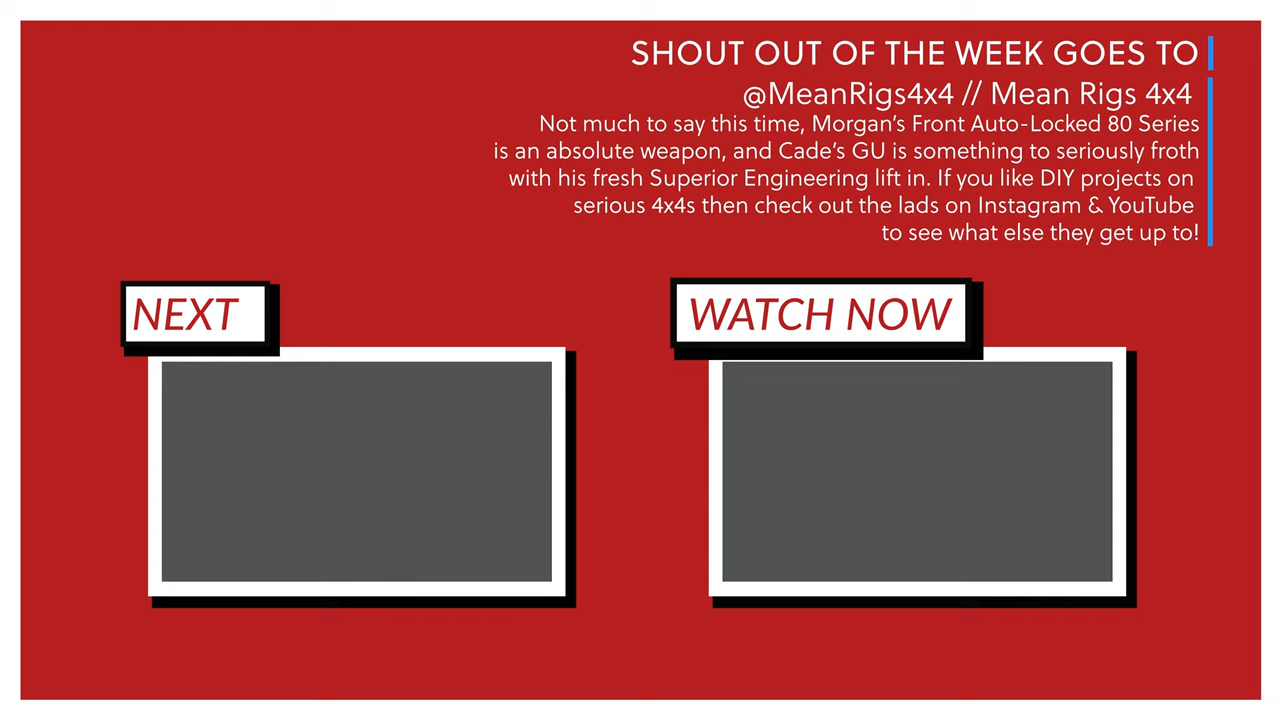 SHOUT OUT OF THE WEEK GOES TO
@MeanRigs4x4 // Mean Rigs 4x4
Not much to say this time, Morgan's Front Auto-Locked 80 Series
is an absolute weapon, and Cade's GU is something to seriously froth
with his fresh Superior Engineering lift in. If you like DIY projects on
serious 4x4s then check out the lads on Instagram & YouTube
to see what else they get up to!
NEXT
WATCH NOW